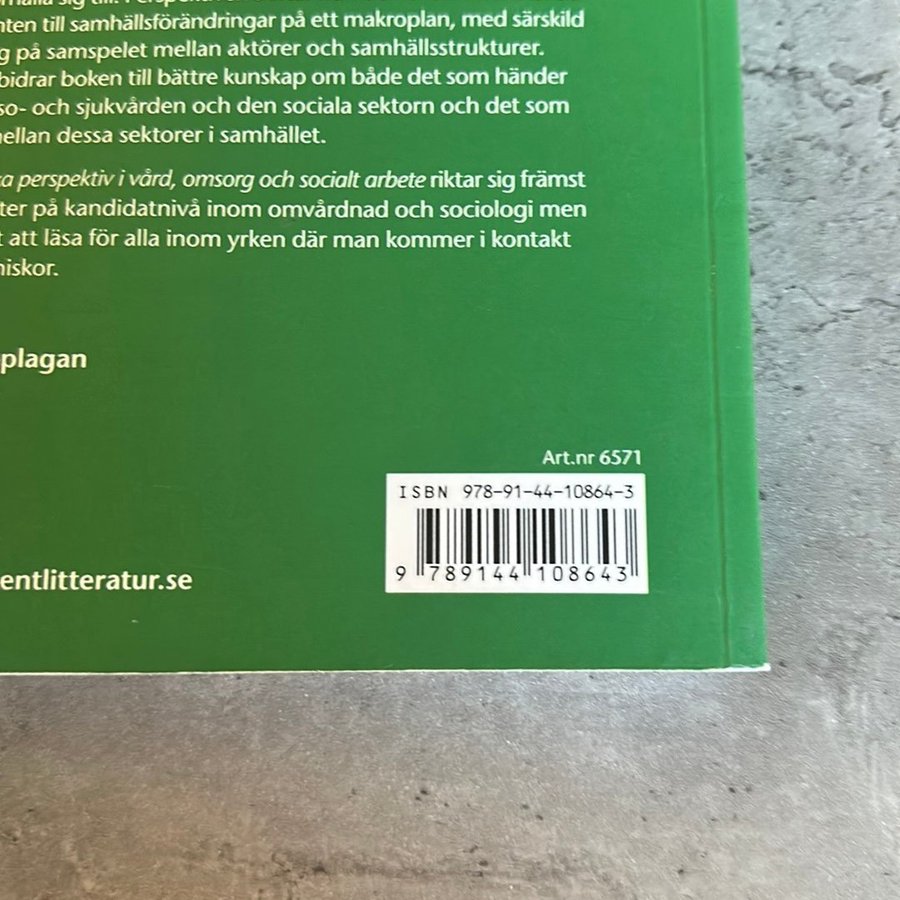 nten till samhällsförändringar på ett makroplan, med särskild
g på samspelet mellan aktörer och samhällsstrukturer.
bidrar boken till bättre kunskap om både det som händer
so- och sjukvården och den sociala sektorn och det som
mellan dessa sektorer i samhället.
ka perspektiv i vård, omsorg och socialt arbete riktar sig främst
ter på kandidatnivå inom omvårdnad och sociologi men
t att läsa för alla inom yrken där man kommer i kontakt
niskor.
plagan
Art.nr 6571
ISBN 978-91-44-10864-3
9 789144 108643
entlitteratur.se